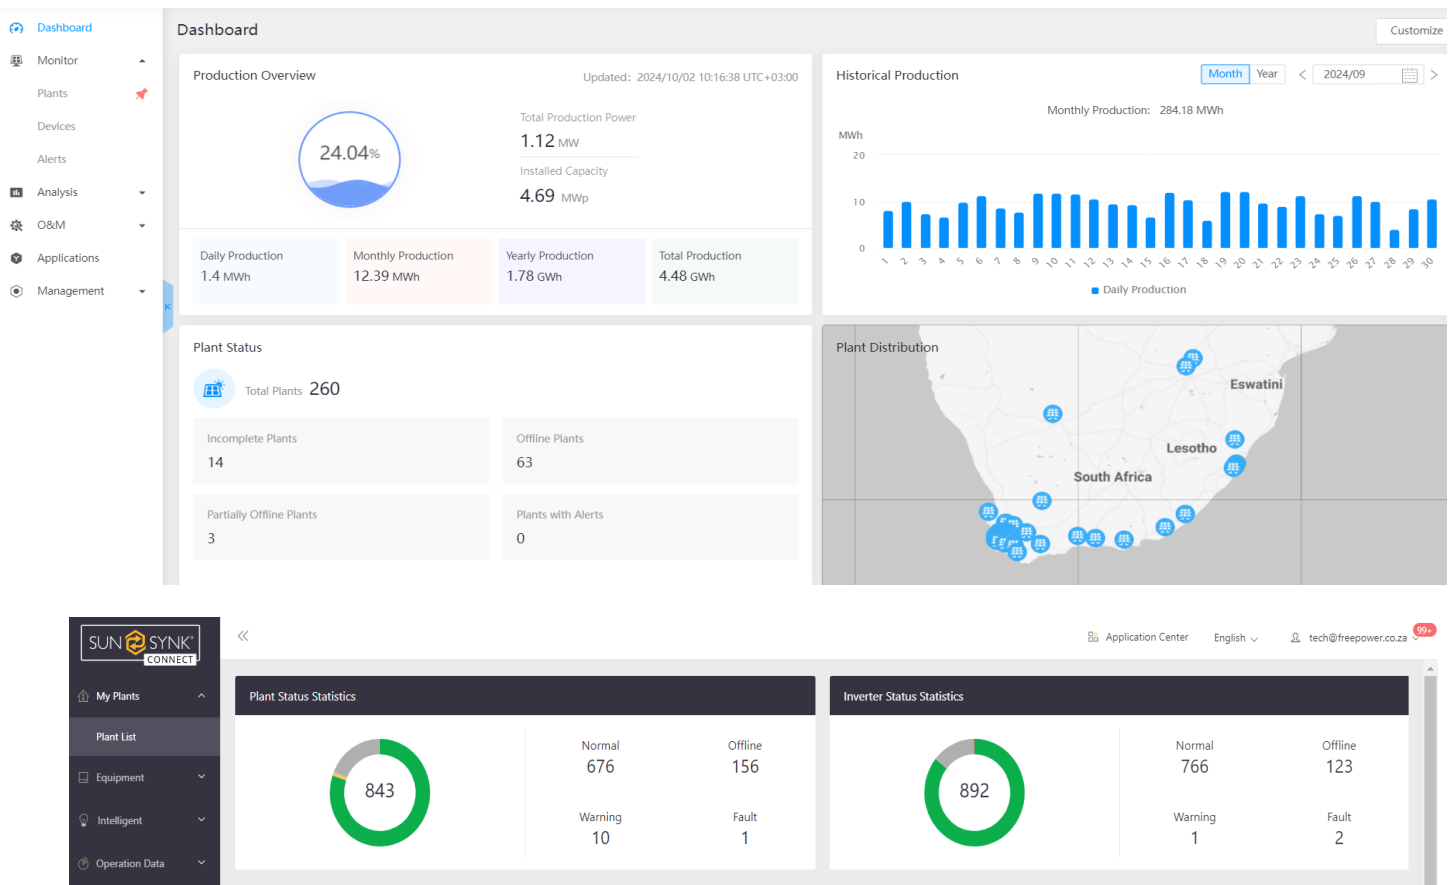 Dashboard
Monitor
Plants
Devices
Alerts
Analysis
O&M
Applications
Management
Dashboard
Customize
Production Overview
Updated: 2024/10/02 10:16:38 UTC+03:00
24.04%
Total Production Power
1.12 MW
Installed Capacity
4.69 MWp
Daily Production
1.4 MWh
Monthly Production
12.39 MWh
Yearly Production
1.78 GWh
Total Production
4.48 GWh
Historical Production
Month Year < 2024/09 >
Monthly Production: 284.18 MWh
MWh
20
10
0
1 2 3 4 5 6 7 8 9 10 11 12 13 14 15 16 17 18 19 20 21 22 23 24 25 26 27 28 29 30
Daily Production
Plant Status
Total Plants 260
Incomplete Plants
14
Offline Plants
63
Partially Offline Plants
3
Plants with Alerts
0
Plant Distribution
Eswatini
Lesotho
South Africa
SUN SYNK
CONNECT
My Plants
Plant List
Equipment
Intelligent
Operation Data
Application Center
English
tech@freepower.co.za
99+
Plant Status Statistics
843
Normal
676
Offline
156
Warning
10
Fault
1
Inverter Status Statistics
892
Normal
766
Offline
123
Warning
1
Fault
2